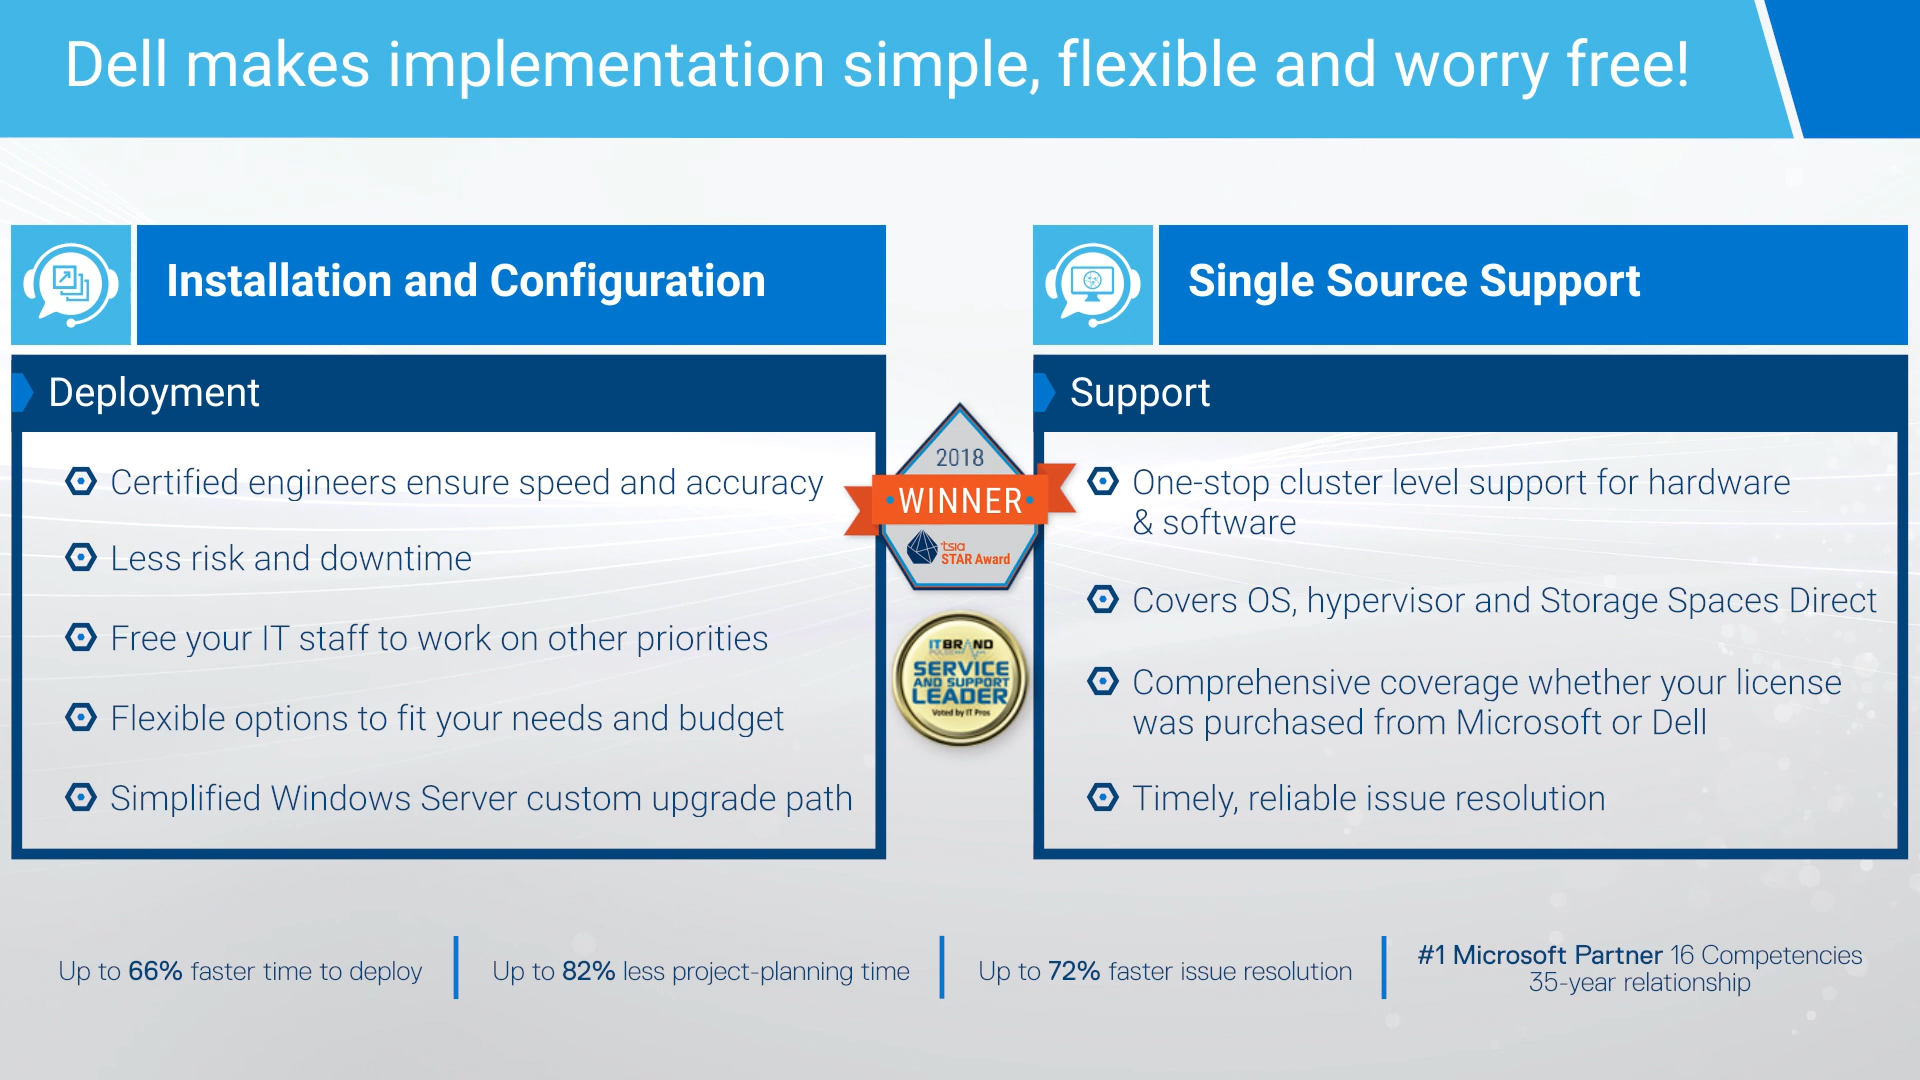 Dell makes implementation simple, flexible and worry free!
Installation and Configuration
Deployment
Certified engineers ensure speed and accuracy
Less risk and downtime
Free your IT staff to work on other priorities
Flexible options to fit your needs and budget
Simplified Windows Server custom upgrade path
2018
WINNER
tsia
STAR Award
ITBRAND
PULSE
SERVICE
AND SUPPORT
LEADER
Voted by IT Pros
Single Source Support
Support
One-stop cluster level support for hardware
& software
Covers OS, hypervisor and Storage Spaces Direct
Comprehensive coverage whether your license
was purchased from Microsoft or Dell
Timely, reliable issue resolution
Up to 66% faster time to deploy
Up to 82% less project-planning time
Up to 72% faster issue resolution
#1 Microsoft Partner 16 Competencies
35-year relationship